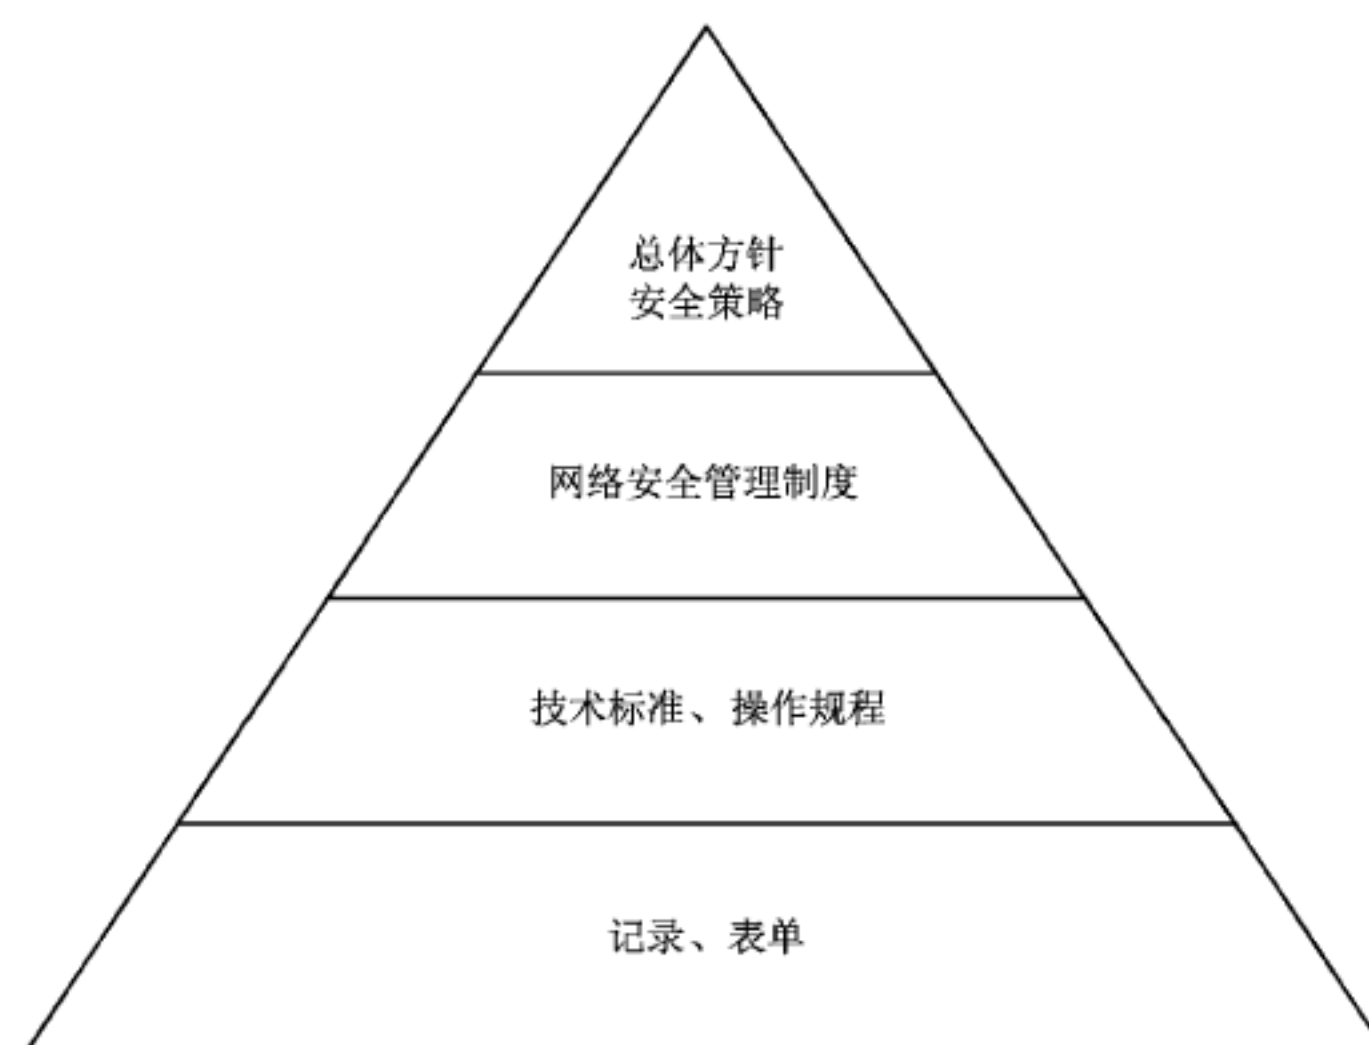 总体方针
安全策略
网络安全管理制度
技术标准、操作规程
记录、表单